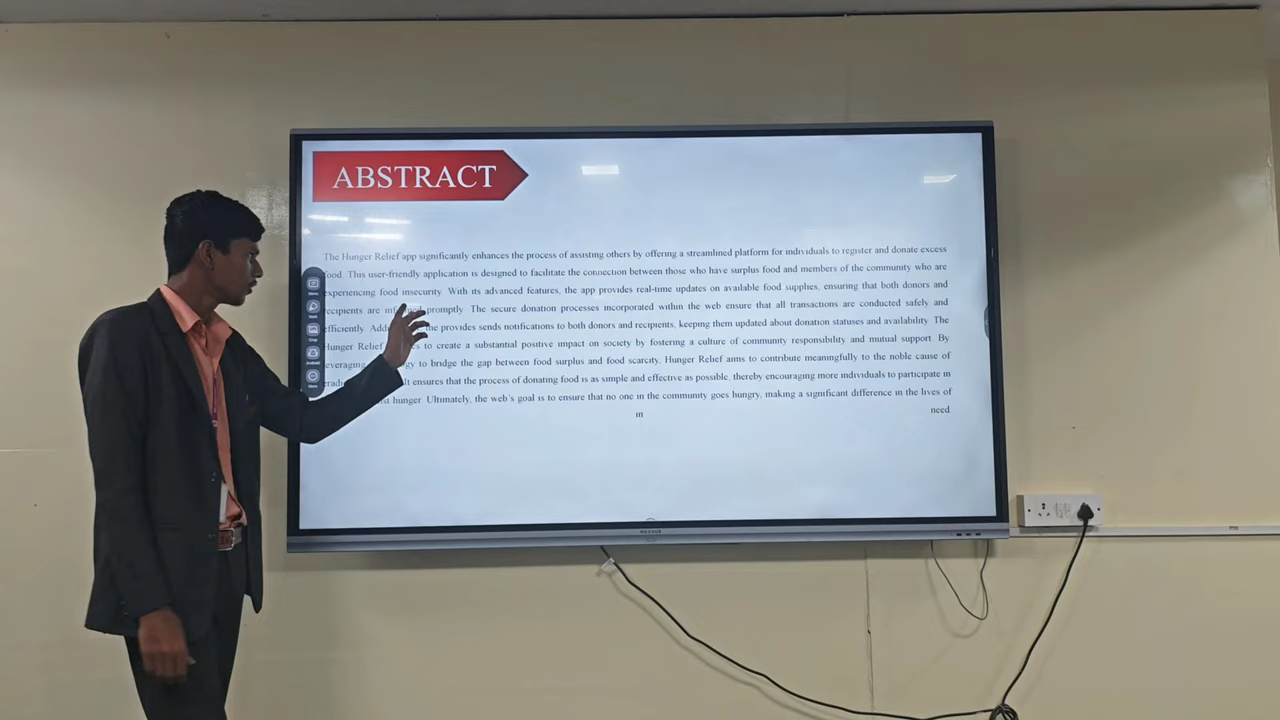 ABSTRACT
The Hunger Relief app significantly enhances the process of assisting others by offering a streamlined platform for individuals to register and donate excess
food. This user-friendly application is designed to facilitate the connection between those who have surplus food and members of the community who are
experiencing food insecurity. With its advanced features, the app provides real-time updates on available food supplies, ensuring that both donors and
recipients are promptly. The secure donation processes incorporated within the web ensure that all transactions are conducted safely and
efficiently. the provides sends notifications to both donors and recipients, keeping them updated about donation statuses and availability. The
Hunger Relief to create a substantial positive impact on society by fostering a culture of community responsibility and mutual support. By
leveraging to bridge the gap between food surplus and food scarcity, Hunger Relief aims to contribute meaningfully to the noble cause of
It ensures that the process of donating food is as simple and effective as possible, thereby encouraging more individuals to participate in
hunger. Ultimately, the web's goal is to ensure that no one in the community goes hungry, making a significant difference in the lives of
in need